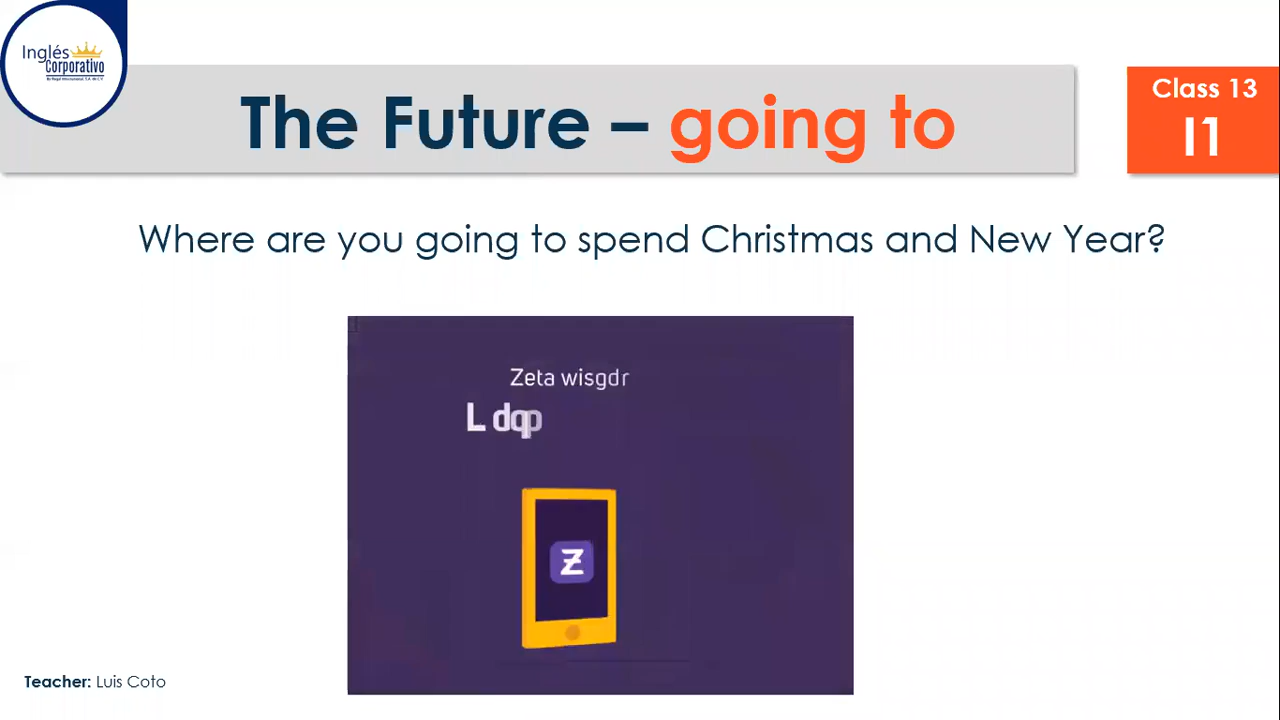 Inglés
Corporativo
The Future – going to
Class 13
I1
Where are you going to spend Christmas and New Year?
Zeta wisgdr
L dqp
Z
Teacher: Luis Coto